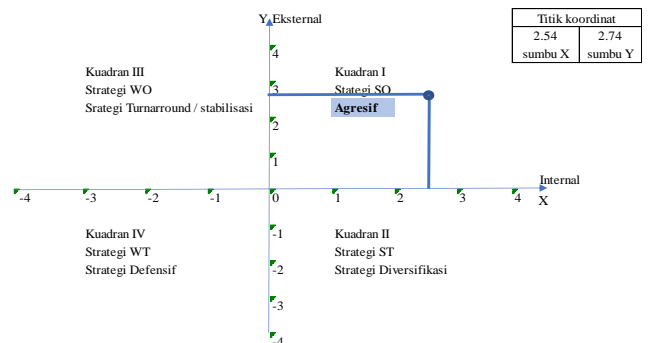 Y Eksternal
Titik koordinat
2.54 2.74
sumbu X sumbu Y
4
Kuadran III Kuadran I
Strategi WO 3 Stategi SO
Srategi Turnarround / stabilisasi Agresif
2
1
Internal
-4 -3 -2 -1 0 1 2 3 4 X
Kuadran IV -1 Kuadran II
Strategi WT Strategi ST
Strategi Defensif -2 Strategi Diversifikasi
-3
-4